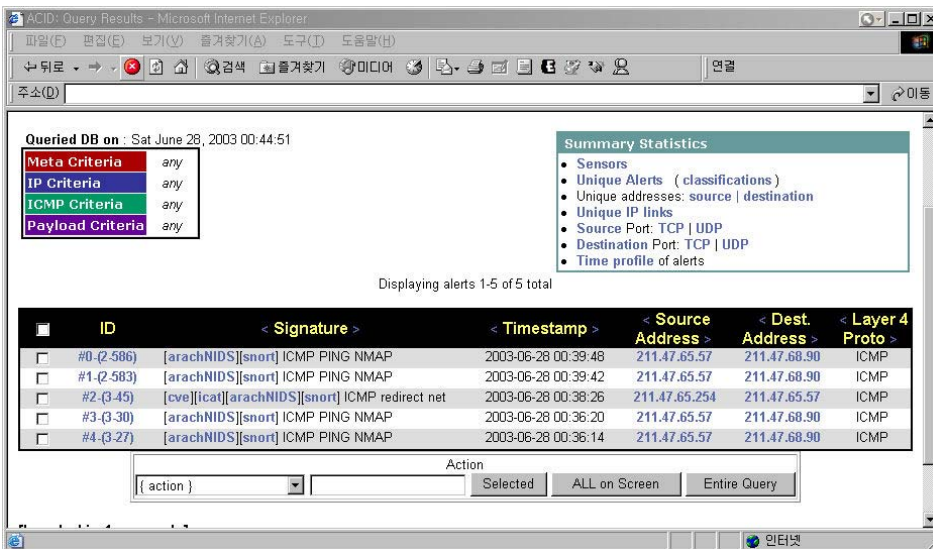 ACID: Query Results - Microsoft Internet Explorer
파일(F) 편집(E) 보기(V) 즐겨찾기(A) 도구(T) 도움말(H)
뒤로 검색 즐겨찾기 미디어 연결
주소(D) 이동
Queried DB on : Sat June 28, 2003 00:44:51
Meta Criteria any
IP Criteria any
ICMP Criteria any
Payload Criteria any
Summary Statistics
• Sensors
• Unique Alerts ( classifications )
• Unique addresses: source | destination
• Unique IP links
• Source Port: TCP | UDP
• Destination Port: TCP | UDP
• Time profile of alerts
Displaying alerts 1-5 of 5 total
ID < Signature > < Timestamp > < Source Address > < Dest. Address > < Layer 4 Proto >
#0-(2-586) [arachNIDS][snort] ICMP PING NMAP 2003-06-28 00:39:48 211.47.65.57 211.47.68.90 ICMP
#1-(2-583) [arachNIDS][snort] ICMP PING NMAP 2003-06-28 00:39:42 211.47.65.57 211.47.68.90 ICMP
#2-(3-45) [cve][icat][arachNIDS][snort] ICMP redirect net 2003-06-28 00:38:26 211.47.65.254 211.47.65.57 ICMP
#3-(3-30) [arachNIDS][snort] ICMP PING NMAP 2003-06-28 00:36:20 211.47.65.57 211.47.68.90 ICMP
#4-(3-27) [arachNIDS][snort] ICMP PING NMAP 2003-06-28 00:36:14 211.47.65.57 211.47.68.90 ICMP
Action
{ action } Selected ALL on Screen Entire Query
인터넷